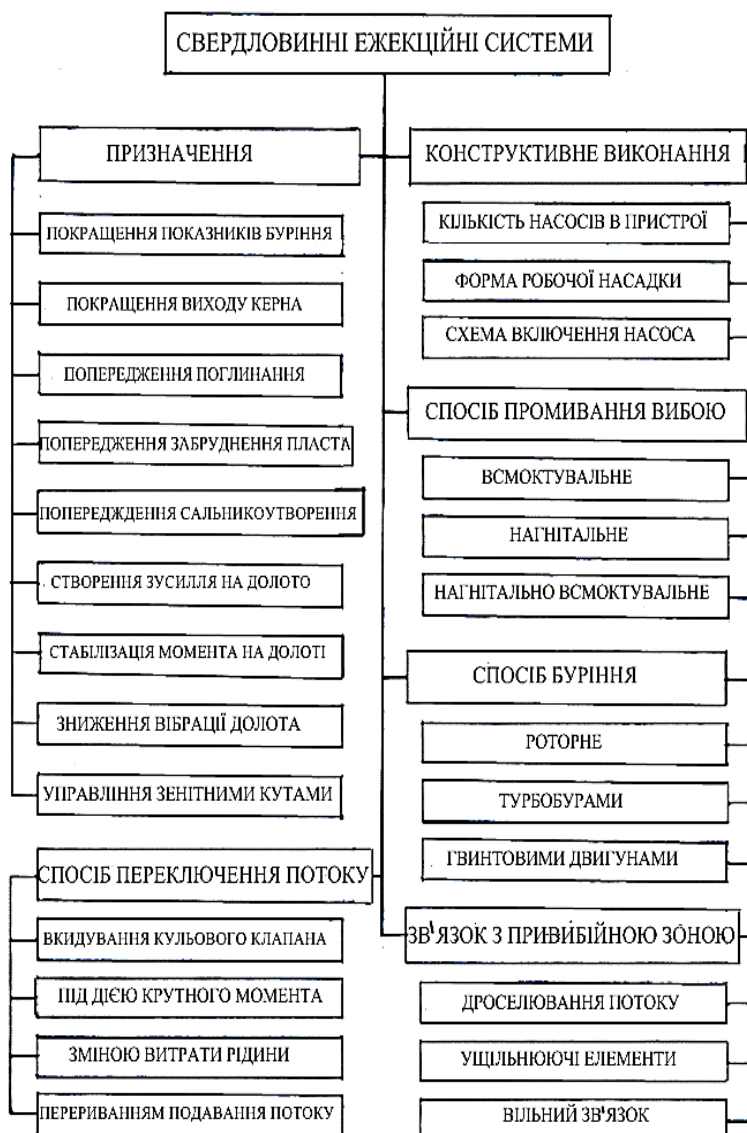 СВЕРДЛОВИННІ ЕЖЕКЦІЙНІ СИСТЕМИ
ПРИЗНАЧЕННЯ
ПОКРАЩЕННЯ ПОКАЗНИКІВ БУРІННЯ
ПОКРАЩЕННЯ ВИХОДУ КЕРНА
ПОПЕРЕДЖЕННЯ ПОГЛИНАННЯ
ПОПЕРЕДЖЕННЯ ЗАБРУДНЕННЯ ПЛАСТА
ПОПЕРЕДЖДЕННЯ САЛЬНИКОУТВОРЕННЯ
СТВОРЕННЯ ЗУСИЛЛЯ НА ДОЛОТО
СТАБІЛІЗАЦІЯ МОМЕНТА НА ДОЛОТІ
ЗНИЖЕННЯ ВІБРАЦІЇ ДОЛОТА
УПРАВЛІННЯ ЗЕНІТНИМИ КУТАМИ
СПОСІБ ПЕРЕКЛЮЧЕННЯ ПОТОКУ
ВКИДУВАННЯ КУЛЬОВОГО КЛАПАНА
ПІД ДІЄЮ КРУТНОГО МОМЕНТА
ЗМІНОЮ ВИТРАТИ РІДИНИ
ПЕРЕРИВАННЯМ ПОДАВАННЯ ПОТОКУ
КОНСТРУКТИВНЕ ВИКОНАННЯ
КІЛЬКІСТЬ НАСОСІВ В ПРИСТРОЇ
ФОРМА РОБОЧОЇ НАСАДКИ
СХЕМА ВКЛЮЧЕННЯ НАСОСА
СПОСІБ ПРОМИВАННЯ ВИБОЮ
ВСМОКТУВАЛЬНЕ
НАГНІТАЛЬНЕ
НАГНІТАЛЬНО ВСМОКТУВАЛЬНЕ
СПОСІБ БУРІННЯ
РОТОРНЕ
ТУРБОБУРАМИ
ГВИНТОВИМИ ДВИГУНАМИ
ЗВ'ЯЗОК З ПРИВИБІЙНОЮ ЗОНОЮ
ДРОСЕЛЮВАННЯ ПОТОКУ
УЩІЛЬНЮЮЧІ ЕЛЕМЕНТИ
ВІЛЬНИЙ ЗВ'ЯЗОК